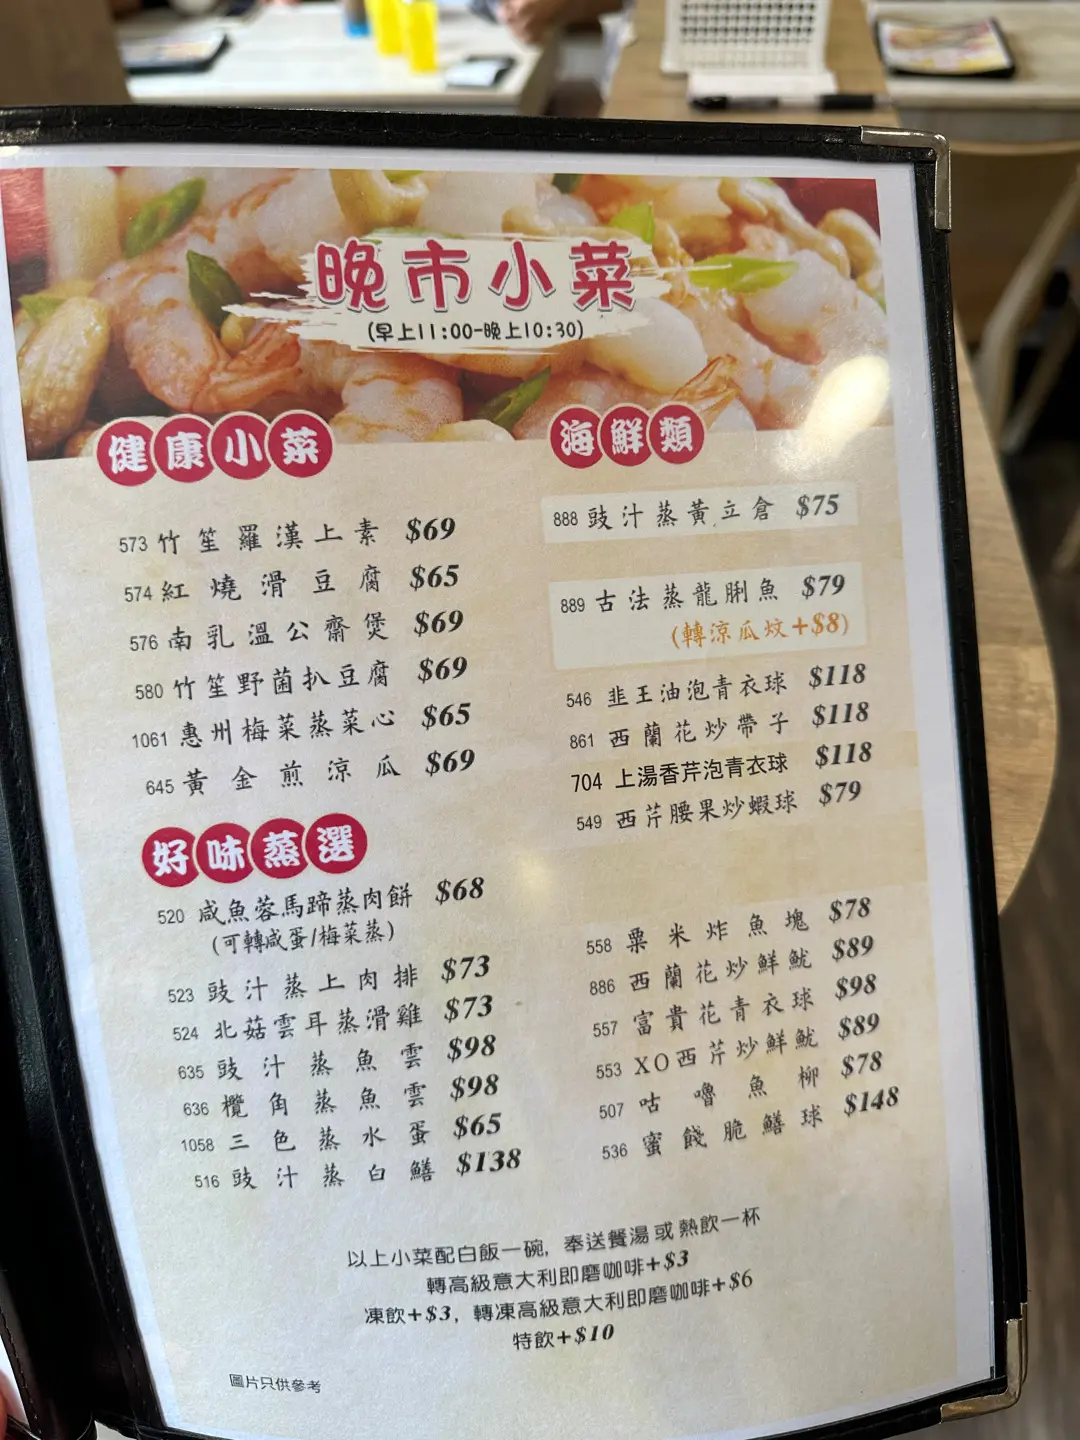 晚市小菜
(早上11:00-晚上10:30)
健康小菜
573 竹笙羅漢上素 $69
574 紅燒滑豆腐 $65
576 南乳溫公齋煲 $69
580 竹笙野菌扒豆腐 $69
1061 惠州梅菜蒸菜心 $65
645 黃金煎涼瓜 $69
好味蒸選
520 咸魚蓉馬蹄蒸肉餅 $68
(可轉咸蛋/梅菜蒸)
523 豉汁蒸上肉排 $73
524 北菇雲耳蒸滑雞 $73
635 豉汁蒸魚雲 $98
636 欖角蒸魚雲 $98
1058 三色蒸水蛋 $65
516 豉汁蒸白鱔 $138
海鮮類
888 豉汁蒸黃立倉 $75
889 古法蒸龍脷魚 $79
(轉涼瓜炆+$8)
546 韭王油泡青衣球 $118
861 西蘭花炒帶子 $118
704 上湯香芹泡青衣球 $118
549 西芹腰果炒蝦球 $79
558 粟米炸魚塊 $78
886 西蘭花炒鮮魷 $89
557 富貴花青衣球 $98
553 XO西芹炒鮮魷 $89
507 咕嚕魚柳 $78
536 蜜餞脆鱔球 $148
以上小菜配白飯一碗, 奉送餐湯或熱飲一杯
轉高級意大利即磨咖啡+$3
凍飲+$3, 轉凍高級意大利即磨咖啡+$6
特飲+$10
圖片只供參考